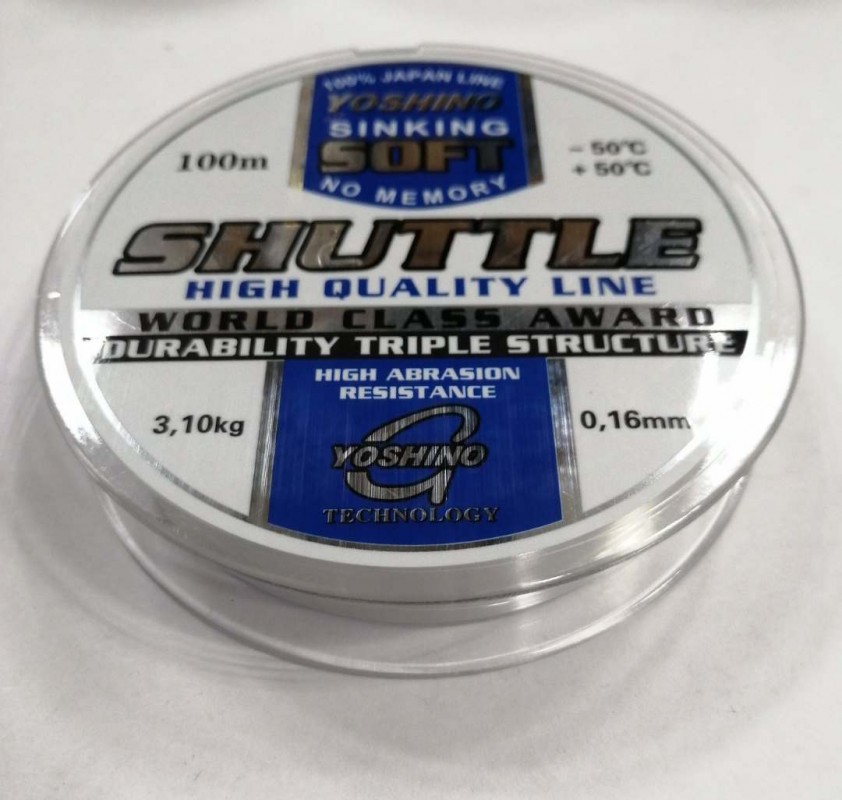 100% JAPAN LINE
YOSHINO
SINKING
SOFT
NO MEMORY
100m
- 50°C
+ 50°C
SHUTTLE
HIGH QUALITY LINE
WORLD CLASS AWARD
DURABILITY TRIPLE STRUCTURE
HIGH ABRASION
RESISTANCE
3,10kg
0,16mm
G
YOSHINO
TECHNOLOGY